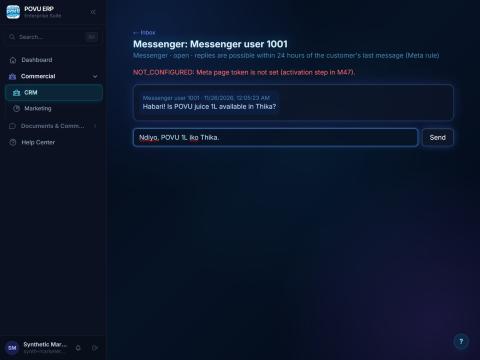 POVU ERP
Enterprise Suite
Search...
Dashboard
Commercial
CRM
Marketing
Documents & Comm...
Help Center
← Inbox
Messenger: Messenger user 1001
Messenger · open · replies are possible within 24 hours of the customer's last message (Meta rule)
NOT_CONFIGURED: Meta page token is not set (activation step in M47).
Messenger user 1001 · 11/26/2026, 12:05:23 AM
Habari! Is POVU juice 1L available in Thika?
Ndiyo, POVU 1L iko Thika.
Send
SM
Synthetic Mar...
synth-marketer...
?